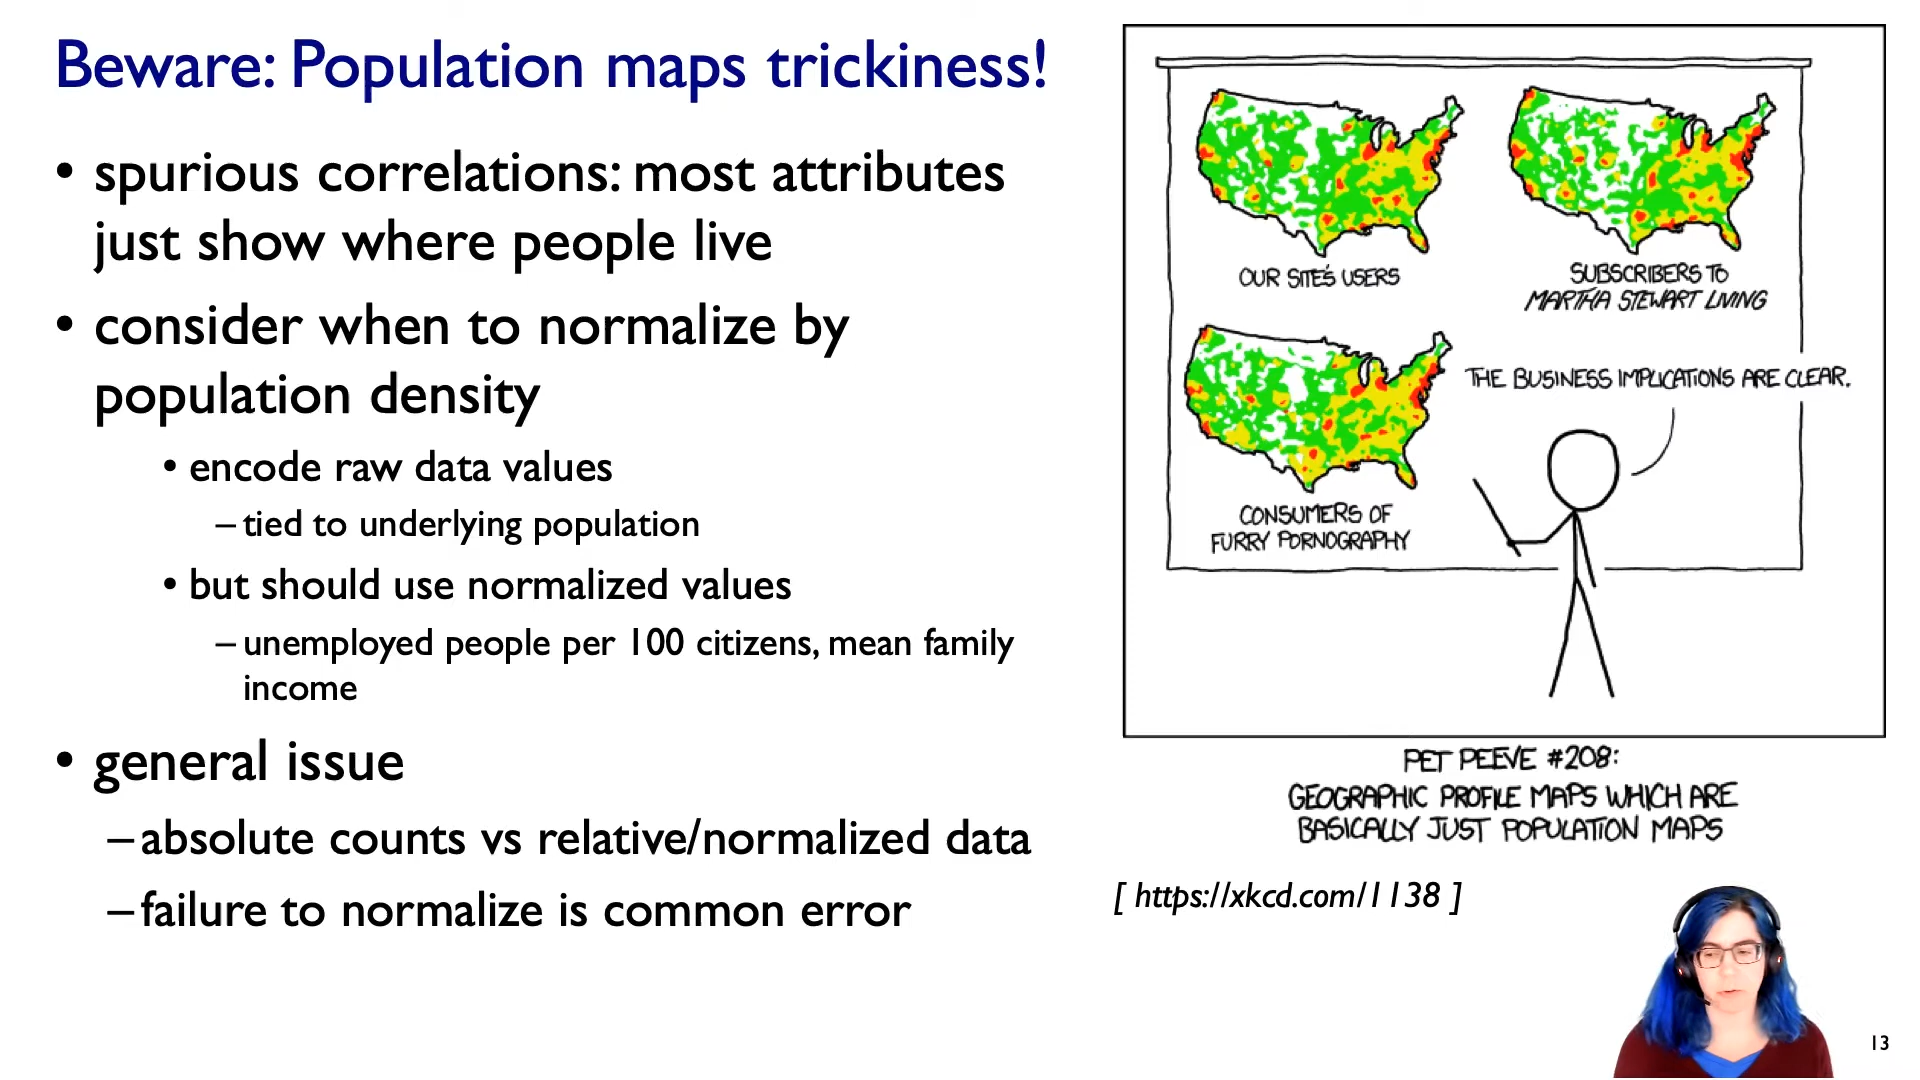 Beware: Population maps trickiness!
• spurious correlations: most attributes
just show where people live
• consider when to normalize by
population density
• encode raw data values
– tied to underlying population
• but should use normalized values
– unemployed people per 100 citizens, mean family
income
• general issue
– absolute counts vs relative/normalized data
– failure to normalize is common error
OUR SITE'S USERS
SUBSCRIBERS TO
MARTHA STEWART LIVING
CONSUMERS OF
FURRY PORNOGRAPHY
THE BUSINESS IMPLICATIONS ARE CLEAR.
PET PEEVE #208:
GEOGRAPHIC PROFILE MAPS WHICH ARE
BASICALLY JUST POPULATION MAPS
[ https://xkcd.com/1138 ]
13